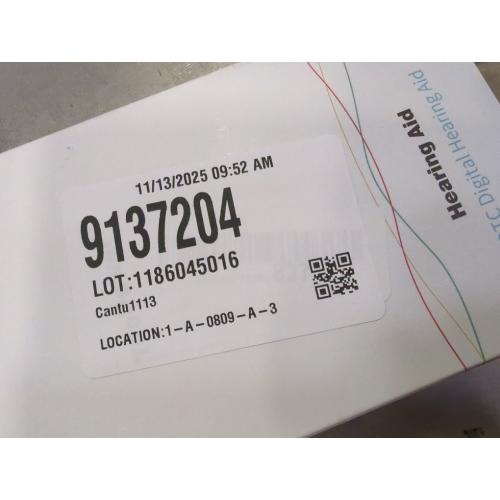 11/13/2025 09:52 AM
9137204
LOT:1186045016
Cantu1113
LOCATION:1-A-0809-A-3
Hearing Aid
OTC Digital Hearing Aid